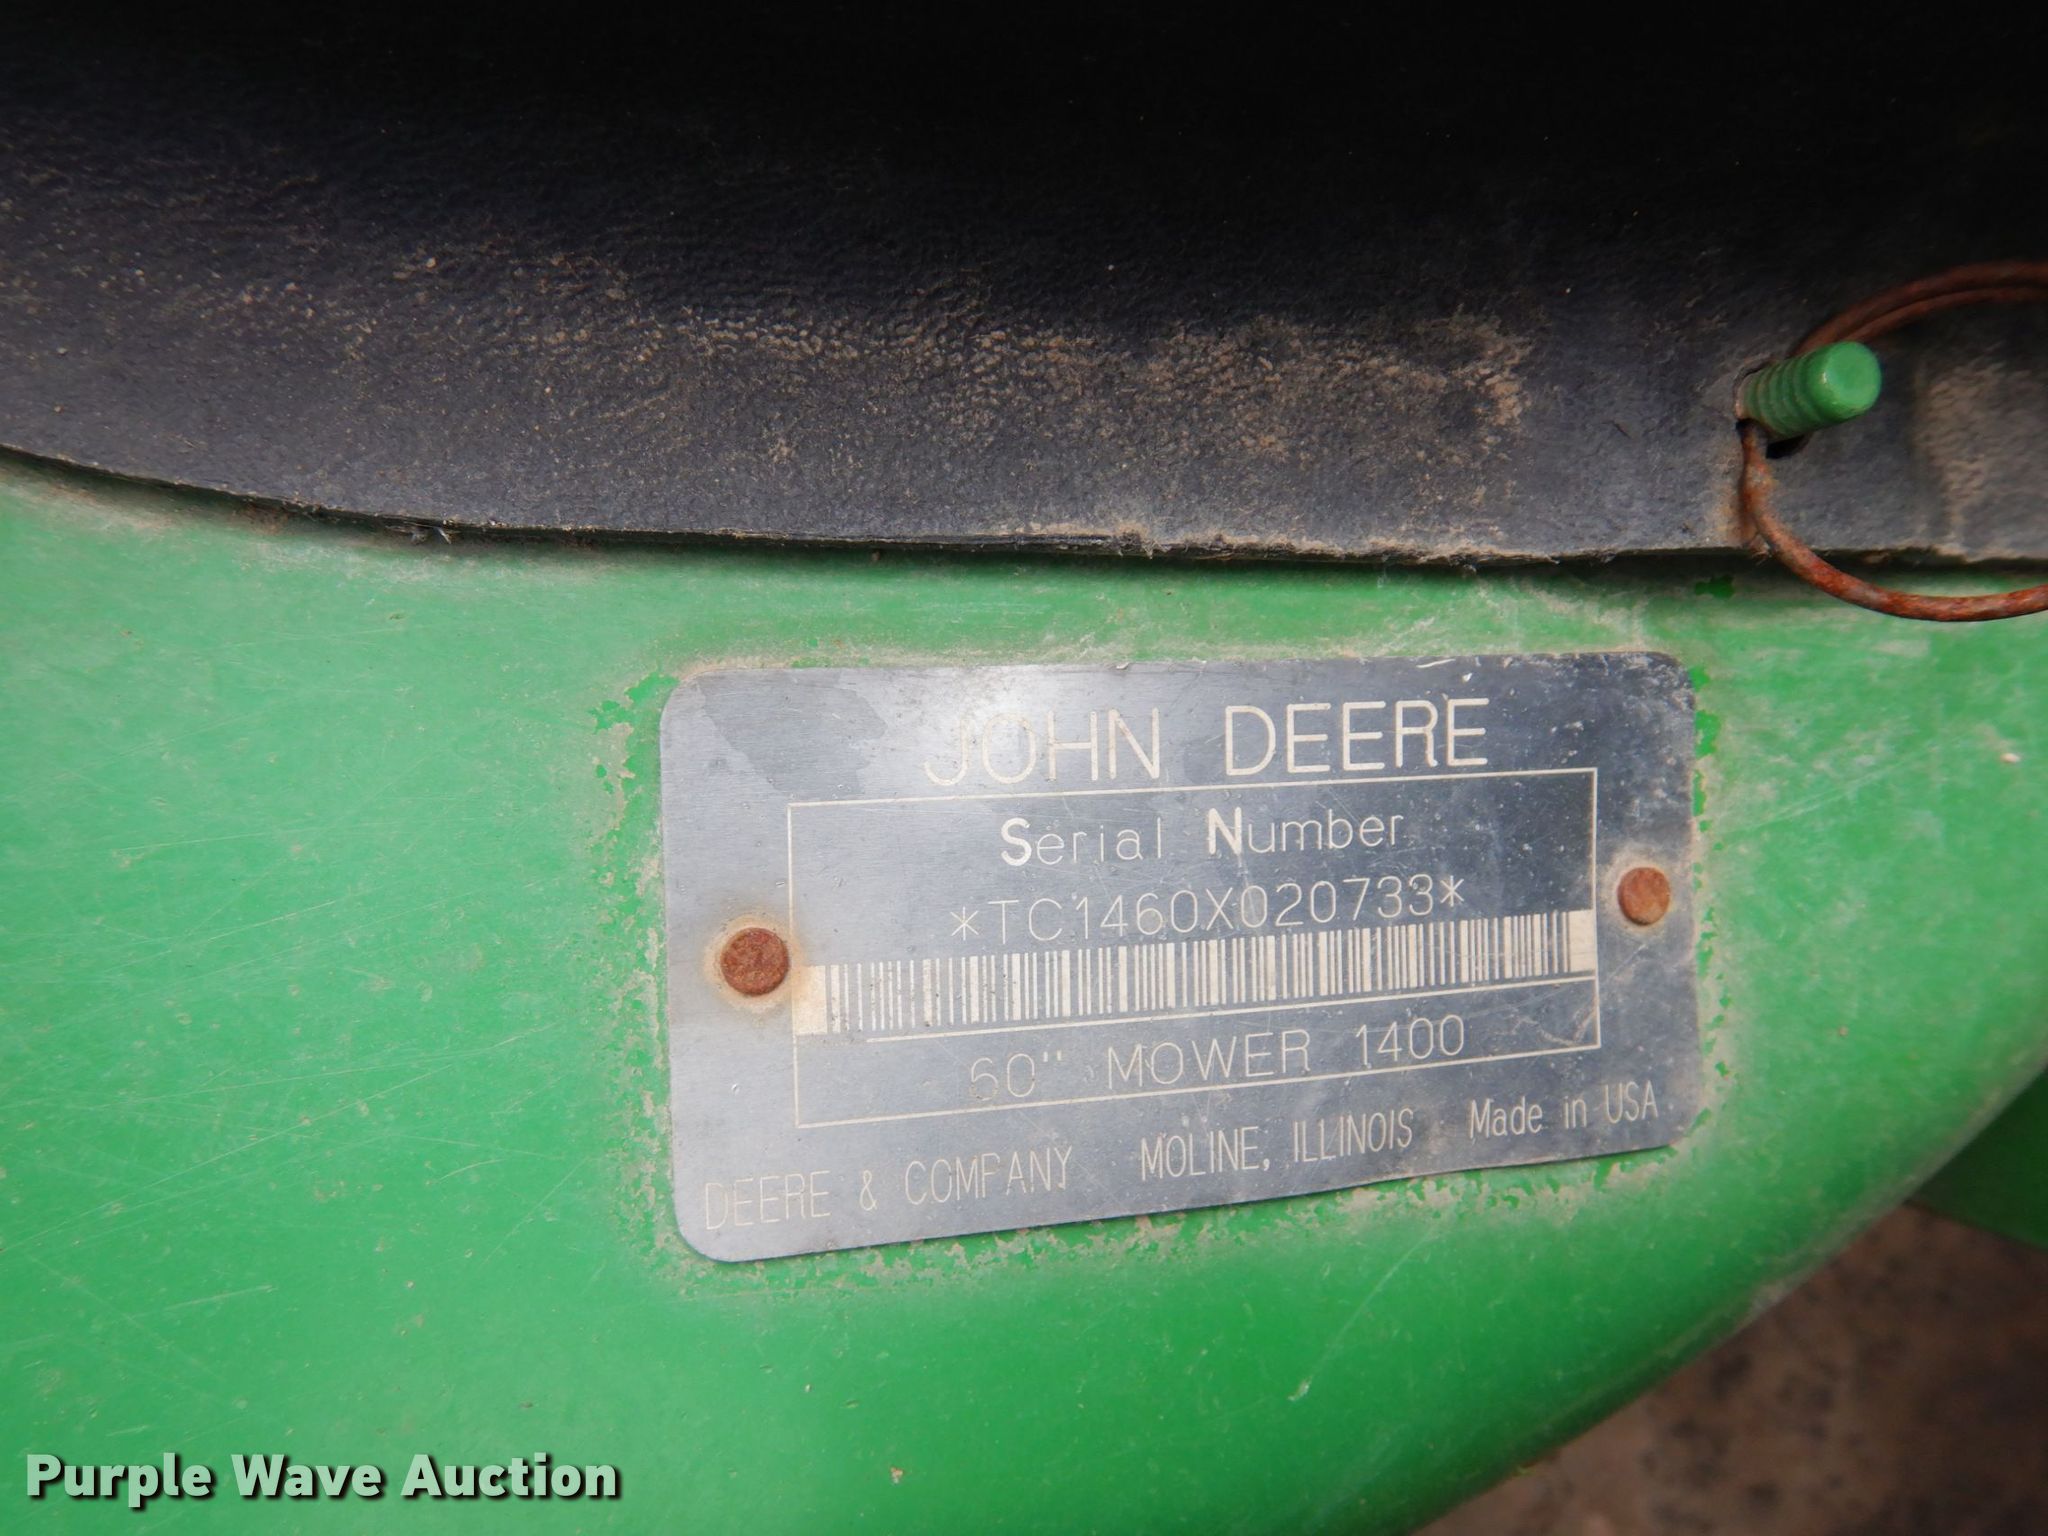 JOHN DEERE
Serial Number
*TC1460X020733*
60" MOWER 1400
DEERE & COMPANY MOLINE, ILLINOIS Made in USA
Purple Wave Auction